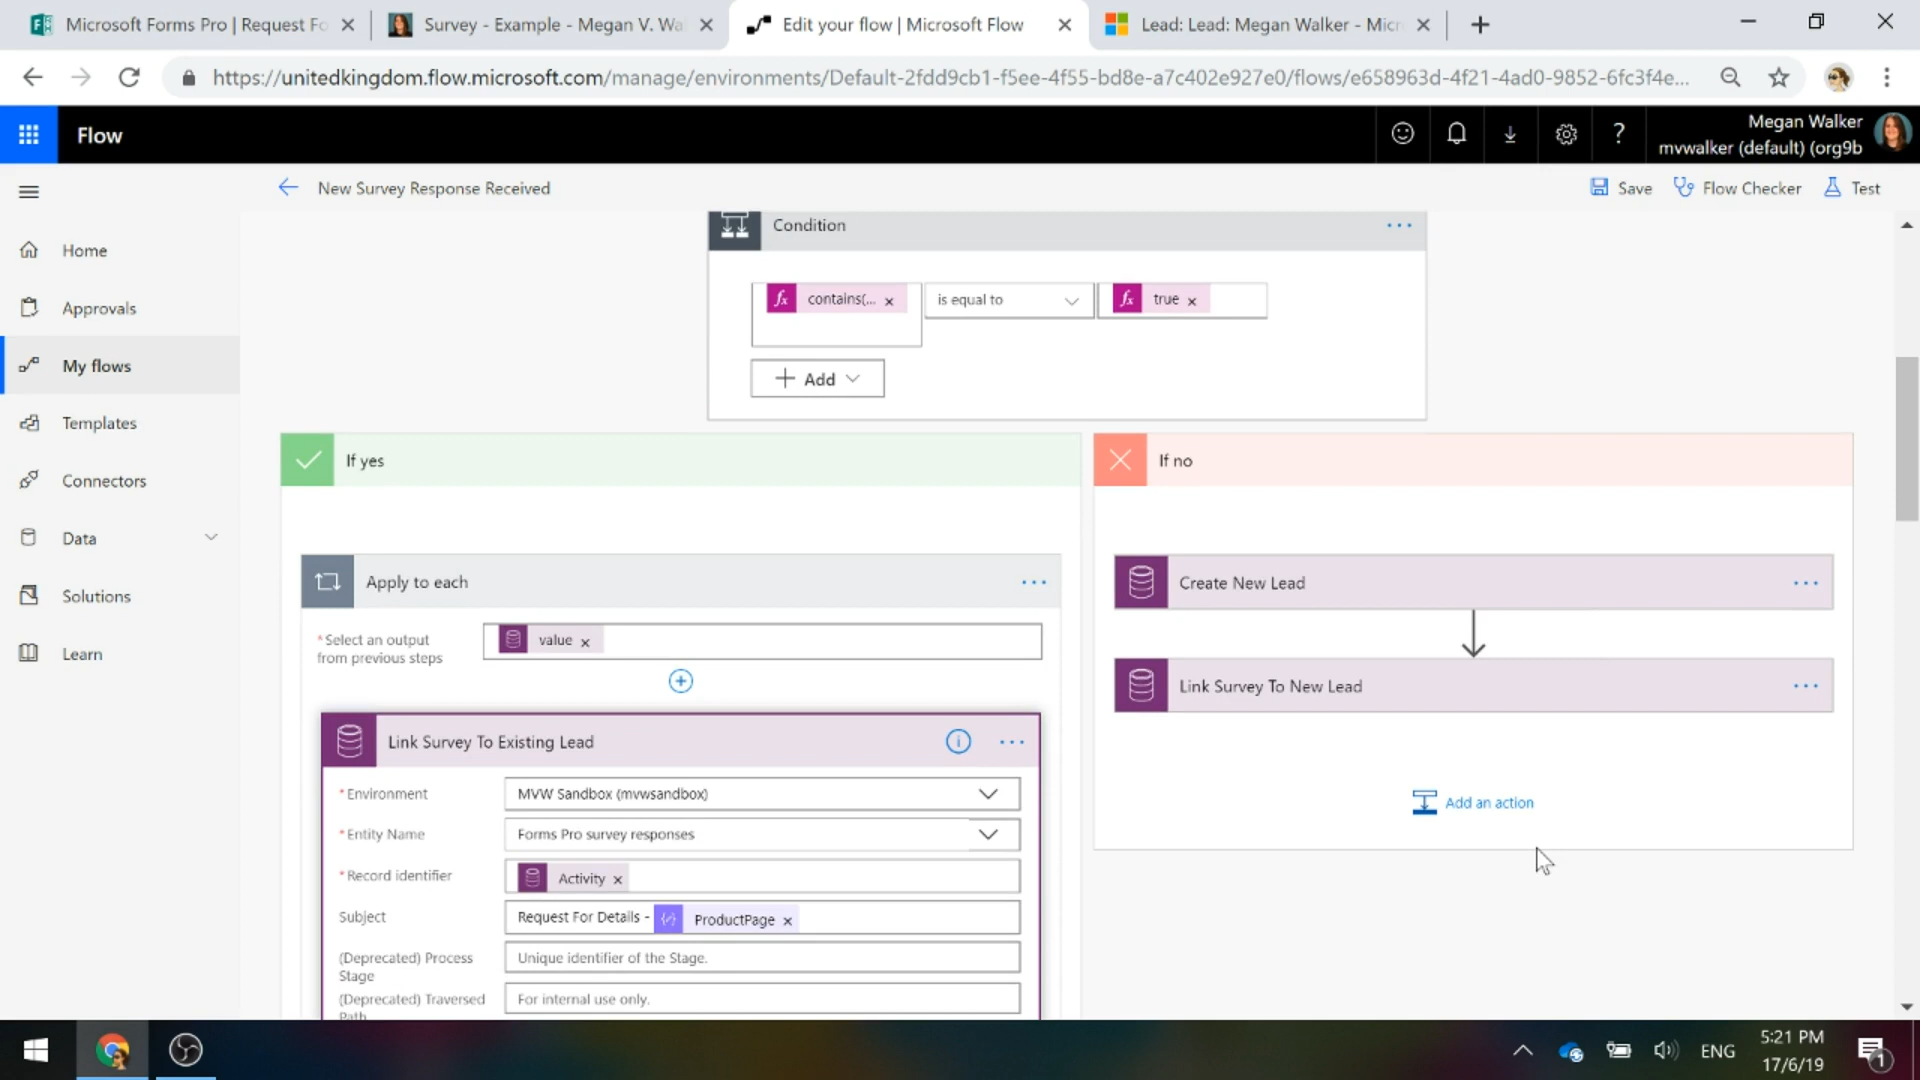 Microsoft Forms Pro | Request Fo
Survey - Example - Megan V. Wa
Edit your flow | Microsoft Flow
Lead: Lead: Megan Walker - Micr
https://unitedkingdom.flow.microsoft.com/manage/environments/Default-2fdd9cb1-f5ee-4f55-bd8e-a7c402e927e0/flows/e658963d-4f21-4ad0-9852-6fc3f4e...
Flow
?
Megan Walker
mvwalker (default) (org9b
New Survey Response Received
Save
Flow Checker
Test
Home
Approvals
My flows
Templates
Connectors
Data
Solutions
Learn
Condition
fx contains(...
is equal to
fx true
Add
If yes
If no
Apply to each
*Select an output
from previous steps
value
Create New Lead
Link Survey To New Lead
Add an action
Link Survey To Existing Lead
*Environment
MVW Sandbox (mvwsandbox)
*Entity Name
Forms Pro survey responses
*Record identifier
Activity
Subject
Request For Details - ProductPage
(Deprecated) Process
Stage
Unique identifier of the Stage.
(Deprecated) Traversed
Path
For internal use only.
ENG
5:21 PM
17/6/19
1